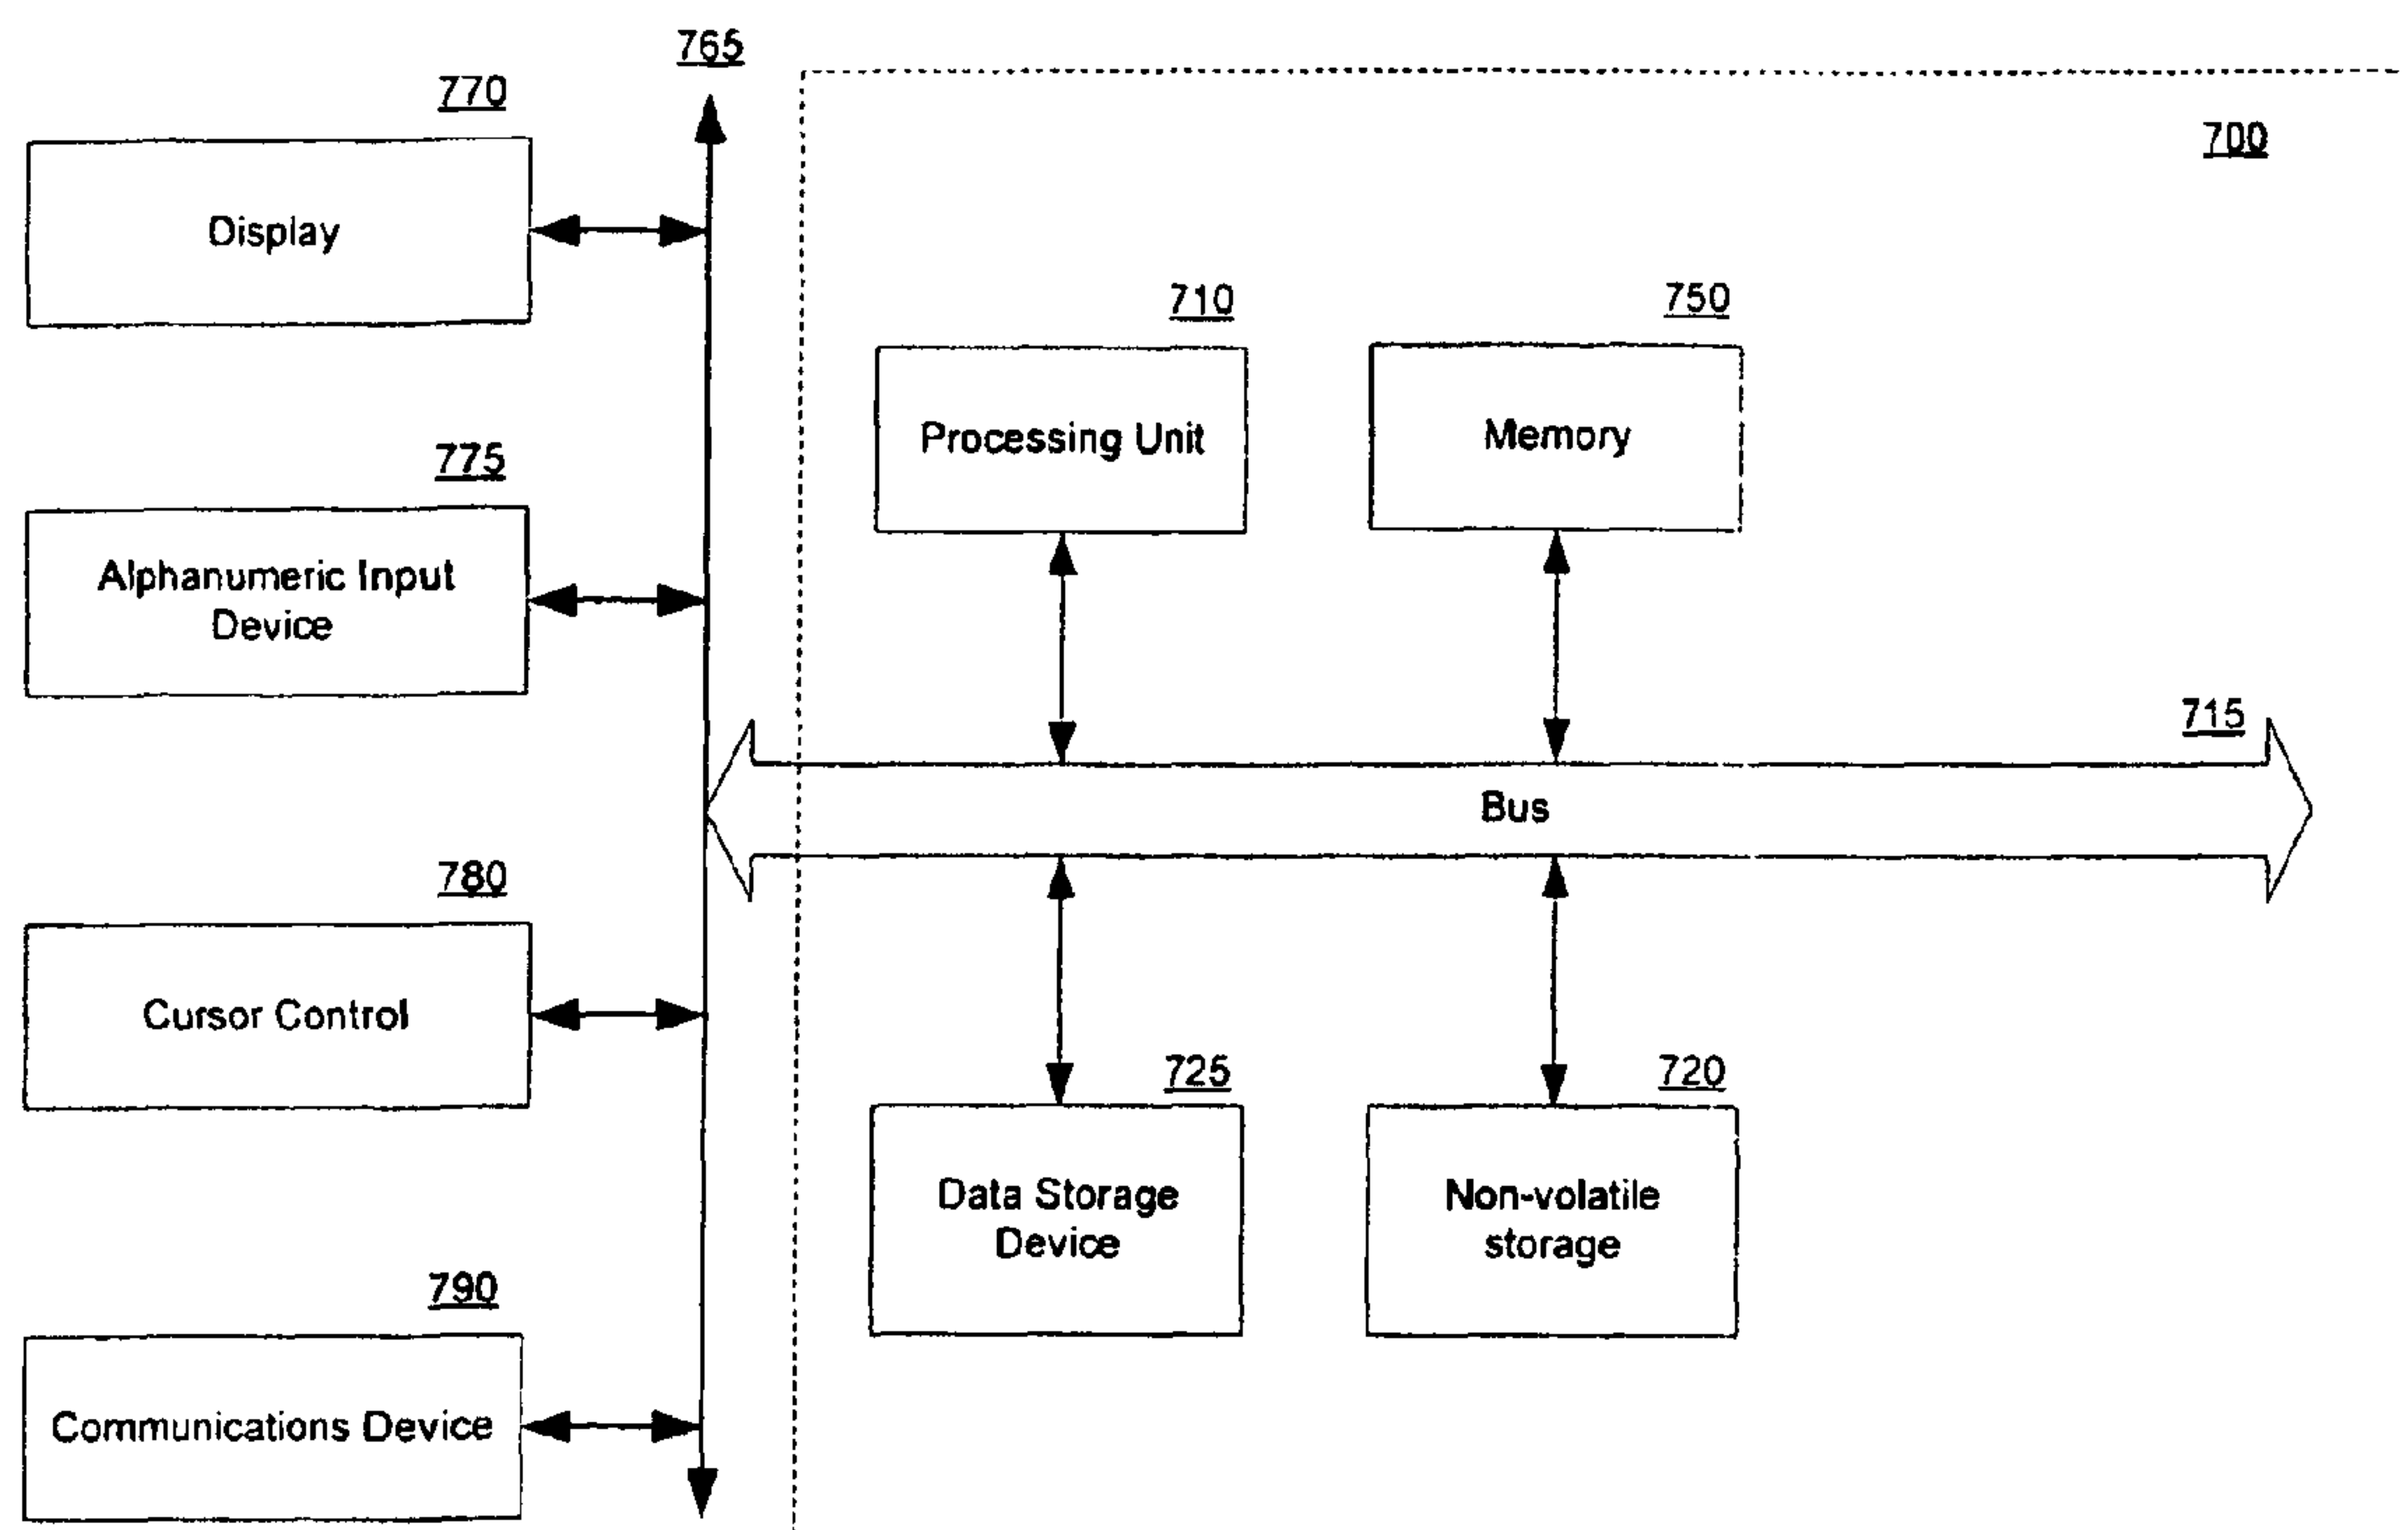 765
770
700
Display
710
750
Processing Unit
Memory
775
Alphanumeric Input
Device
715
Bus
780
Cursor Control
725
720
Data Storage
Device
Non-volatile
storage
790
Communications Device